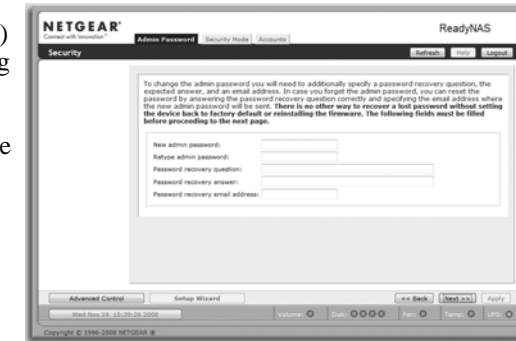 )
g
e
NETGEAR®
Connect with Innovation™
ReadyNAS
Admin Password Security Mode Accounts
Security
Refresh Help Logout
To change the admin password you will need to additionally specify a password recovery question, the
expected answer, and an email address. In case you forget the admin password, you can reset the
password by answering the password recovery question correctly and specifying the email address where
the new admin password will be sent. There is no other way to recover a lost password without setting
the device back to factory default or reinstalling the firmware. The following fields must be filled
before proceeding to the next page.
New admin password:
Retype admin password:
Password recovery question:
Password recovery answer:
Password recovery email address:
Advanced Control Setup Wizard << Back Next >> Apply
Wed Nov 19 15:39:26 2008 Volume: Disk: Fan: Temp: UPS:
Copyright © 1996-2008 NETGEAR ®